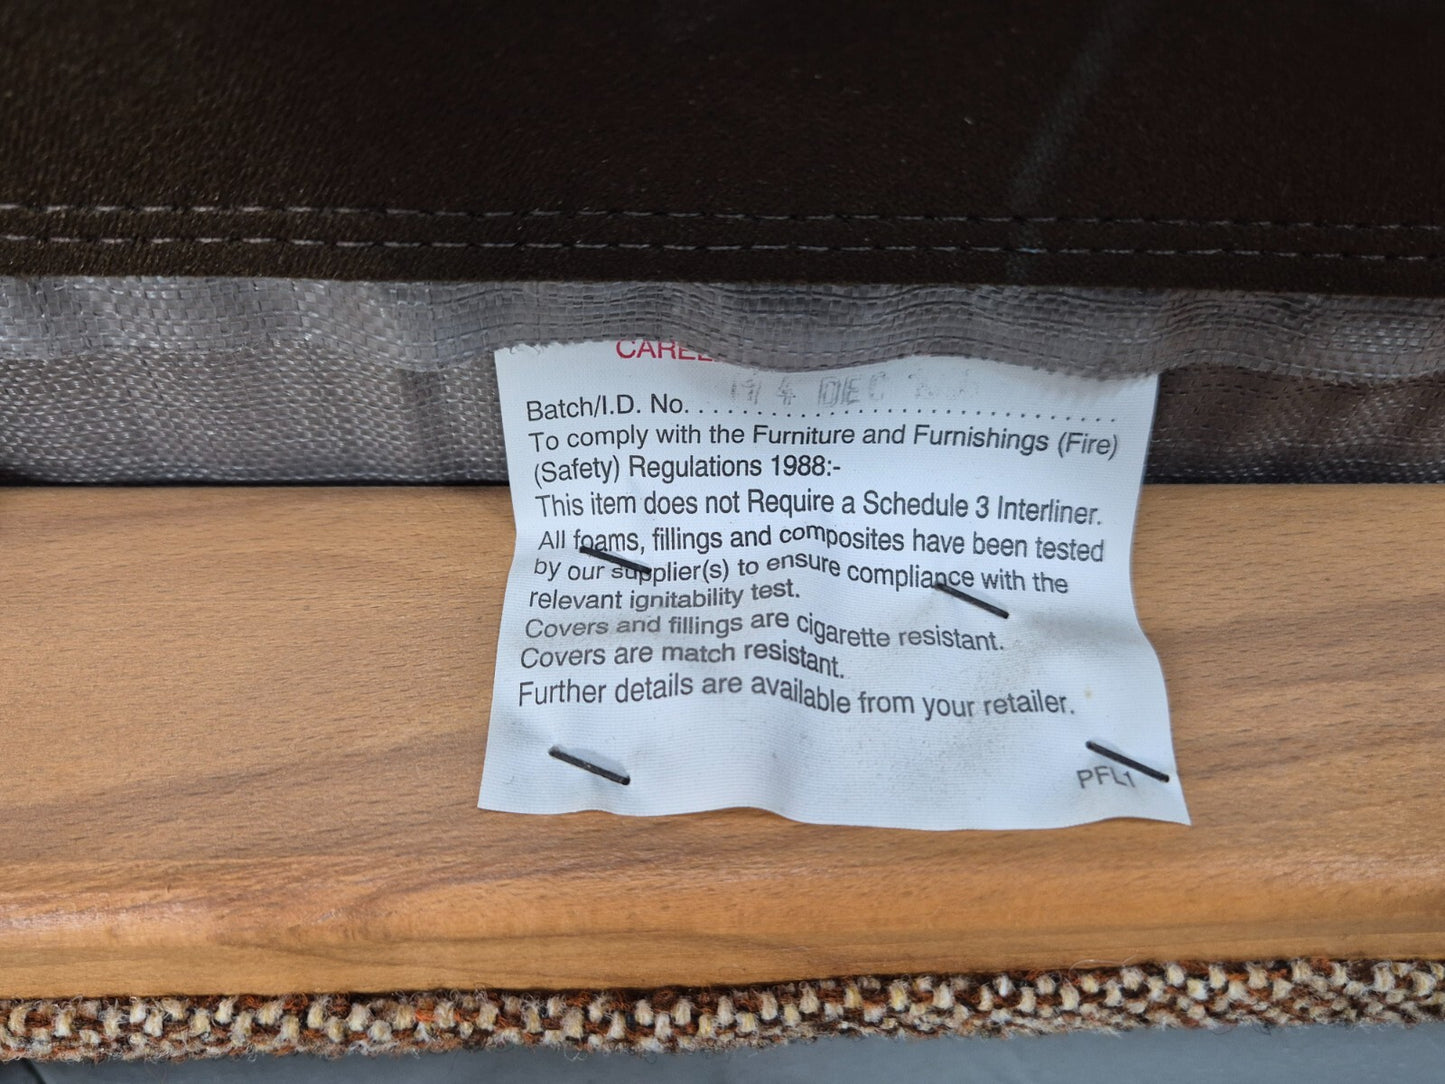 Batch/I.D. No. 4 DEC
To comply with the Furniture and Furnishings (Fire)
(Safety) Regulations 1988:-
This item does not Require a Schedule 3 Interliner.
All foams, fillings and composites have been tested
by our supplier(s) to ensure compliance with the
relevant ignitability test.
Covers and fillings are cigarette resistant.
Covers are match resistant.
Further details are available from your retailer.
PFL1